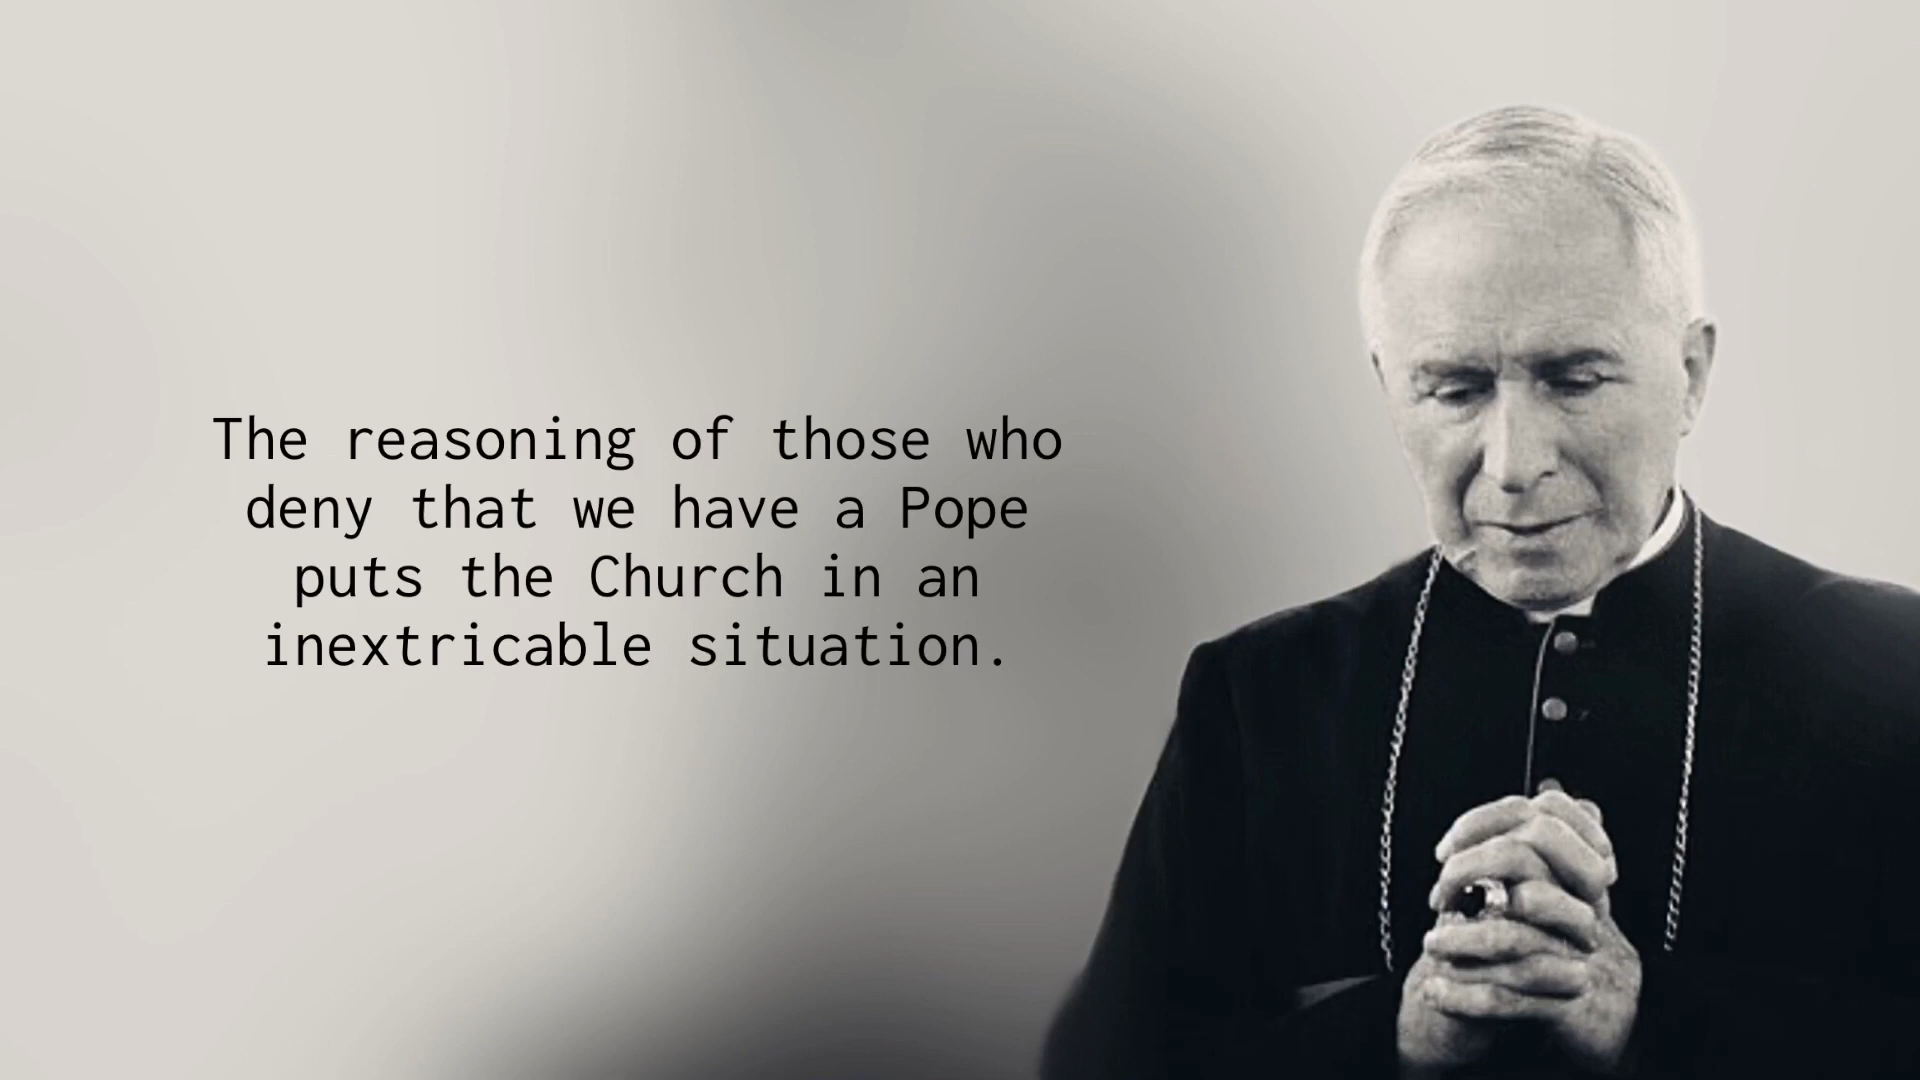 The reasoning of those who
deny that we have a Pope
puts the Church in an
inextricable situation.